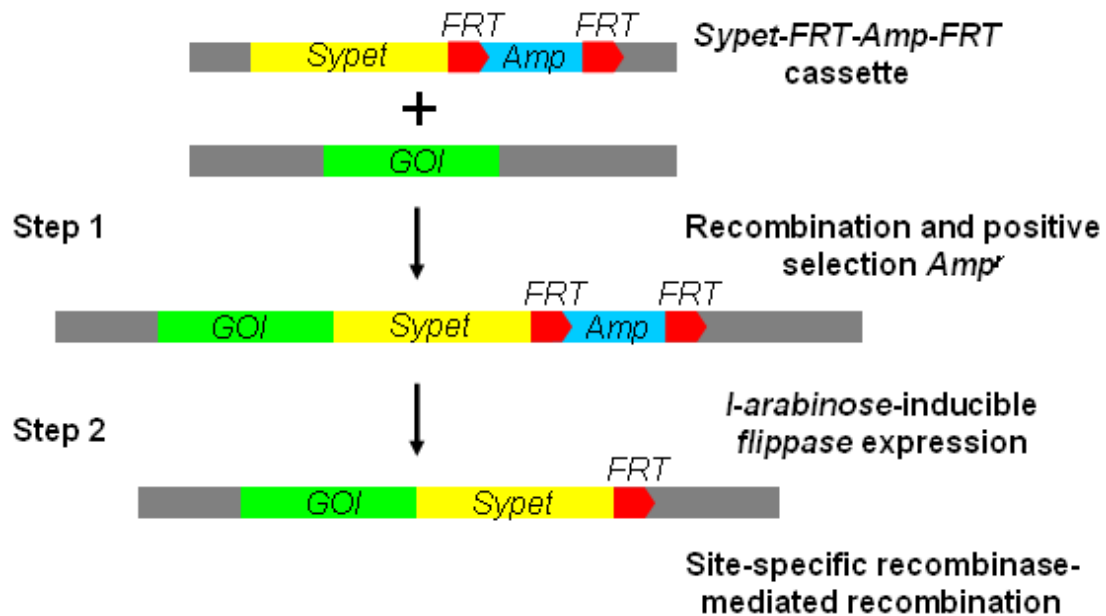 FRT FRT
Sypet Amp
Sypet-FRT-Amp-FRT
cassette
+
GOI
Step 1
Recombination and positive
selection Ampʳ
FRT FRT
GOI Sypet Amp
Step 2
l-arabinose-inducible
flippase expression
FRT
GOI Sypet
Site-specific recombinase-
mediated recombination